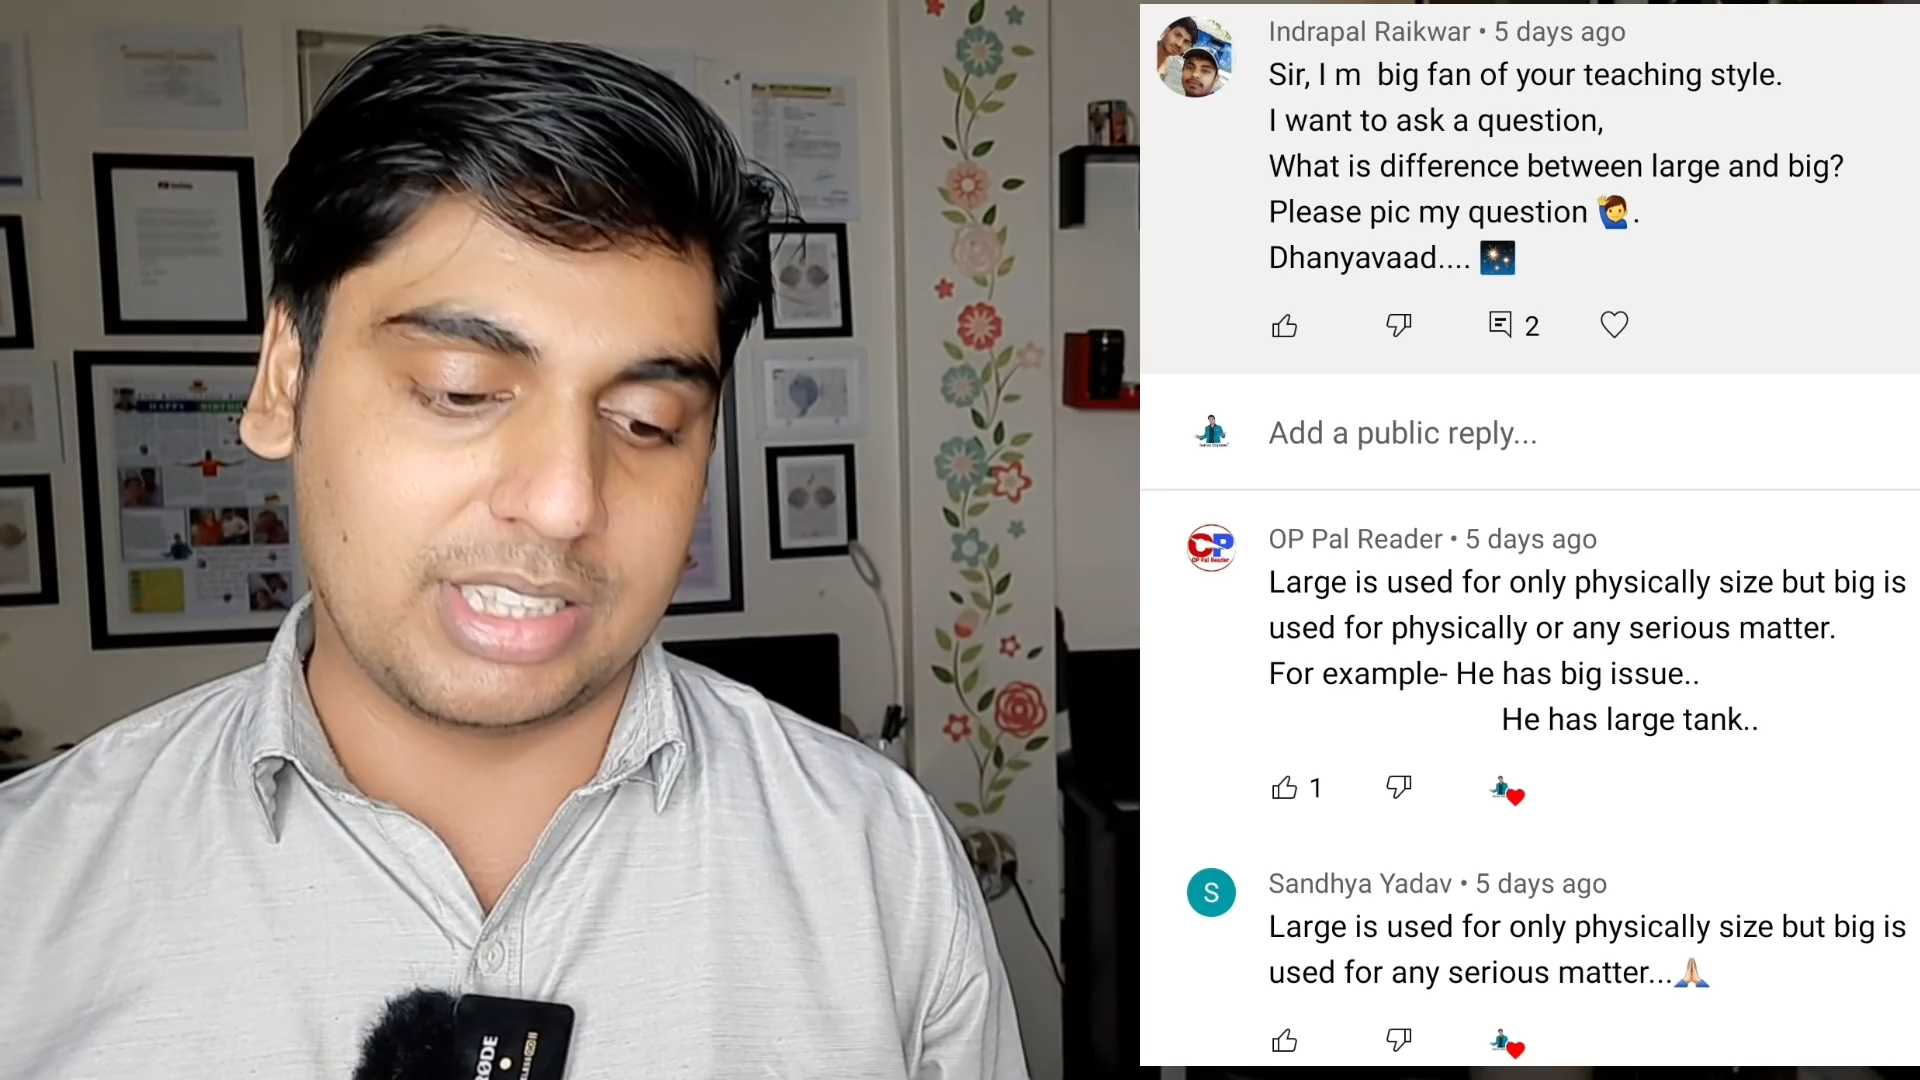 Indrapal Raikwar • 5 days ago
Sir, I m  big fan of your teaching style.
I want to ask a question,
What is difference between large and big?
Please pic my question 🙋‍♂️.
Dhanyavaad.... 🎆
2
Add a public reply...
OP Pal Reader • 5 days ago
Large is used for only physically size but big is
used for physically or any serious matter.
For example- He has big issue..
He has large tank..
1
S
Sandhya Yadav • 5 days ago
Large is used for only physically size but big is
used for any serious matter...🙏
HAPPY
RØDE